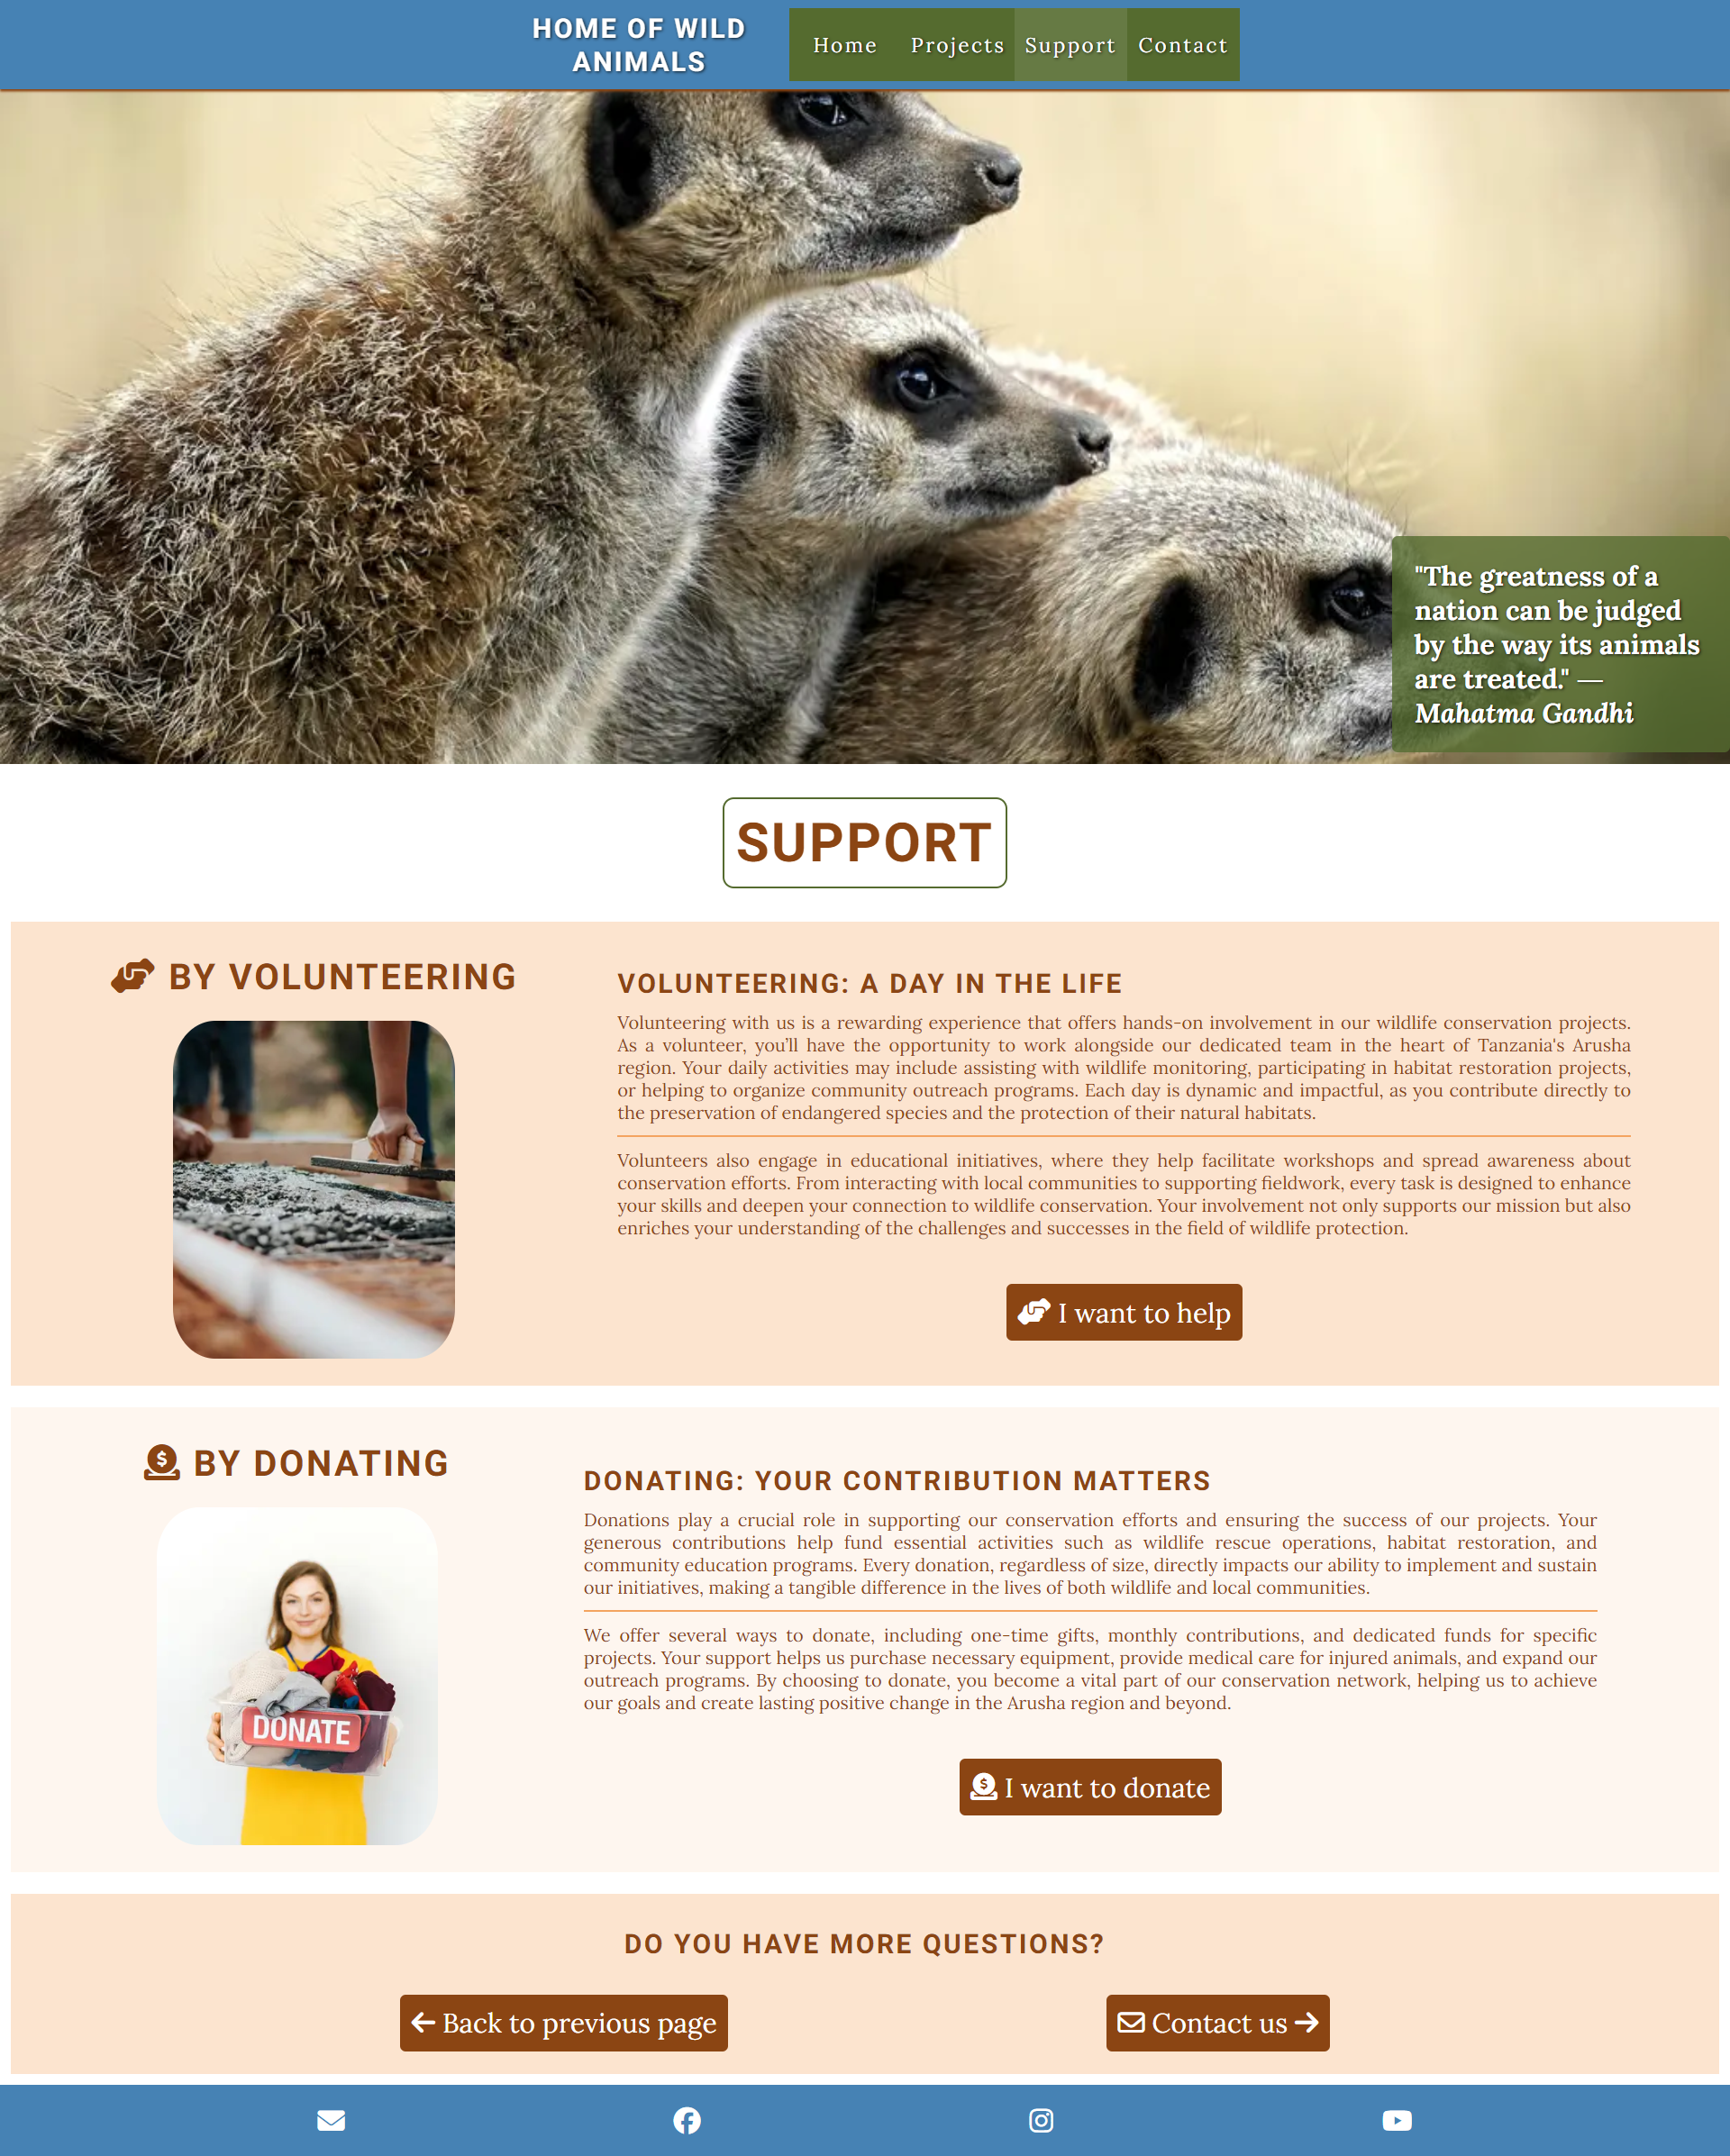 HOME OF WILD
ANIMALS
Home Projects Support Contact
"The greatness of a
nation can be judged
by the way its animals
are treated." —
Mahatma Gandhi
SUPPORT
BY VOLUNTEERING
VOLUNTEERING: A DAY IN THE LIFE
Volunteering with us is a rewarding experience that offers hands-on involvement in our wildlife conservation projects.
As a volunteer, you'll have the opportunity to work alongside our dedicated team in the heart of Tanzania's Arusha
region. Your daily activities may include assisting with wildlife monitoring, participating in habitat restoration projects,
or helping to organize community outreach programs. Each day is dynamic and impactful, as you contribute directly to
the preservation of endangered species and the protection of their natural habitats.
Volunteers also engage in educational initiatives, where they help facilitate workshops and spread awareness about
conservation efforts. From interacting with local communities to supporting fieldwork, every task is designed to enhance
your skills and deepen your connection to wildlife conservation. Your involvement not only supports our mission but also
enriches your understanding of the challenges and successes in the field of wildlife protection.
I want to help
BY DONATING
DONATING: YOUR CONTRIBUTION MATTERS
Donations play a crucial role in supporting our conservation efforts and ensuring the success of our projects. Your
generous contributions help fund essential activities such as wildlife rescue operations, habitat restoration, and
community education programs. Every donation, regardless of size, directly impacts our ability to implement and sustain
our initiatives, making a tangible difference in the lives of both wildlife and local communities.
We offer several ways to donate, including one-time gifts, monthly contributions, and dedicated funds for specific
projects. Your support helps us purchase necessary equipment, provide medical care for injured animals, and expand our
outreach programs. By choosing to donate, you become a vital part of our conservation network, helping us to achieve
our goals and create lasting positive change in the Arusha region and beyond.
DONATE
I want to donate
DO YOU HAVE MORE QUESTIONS?
Back to previous page
Contact us